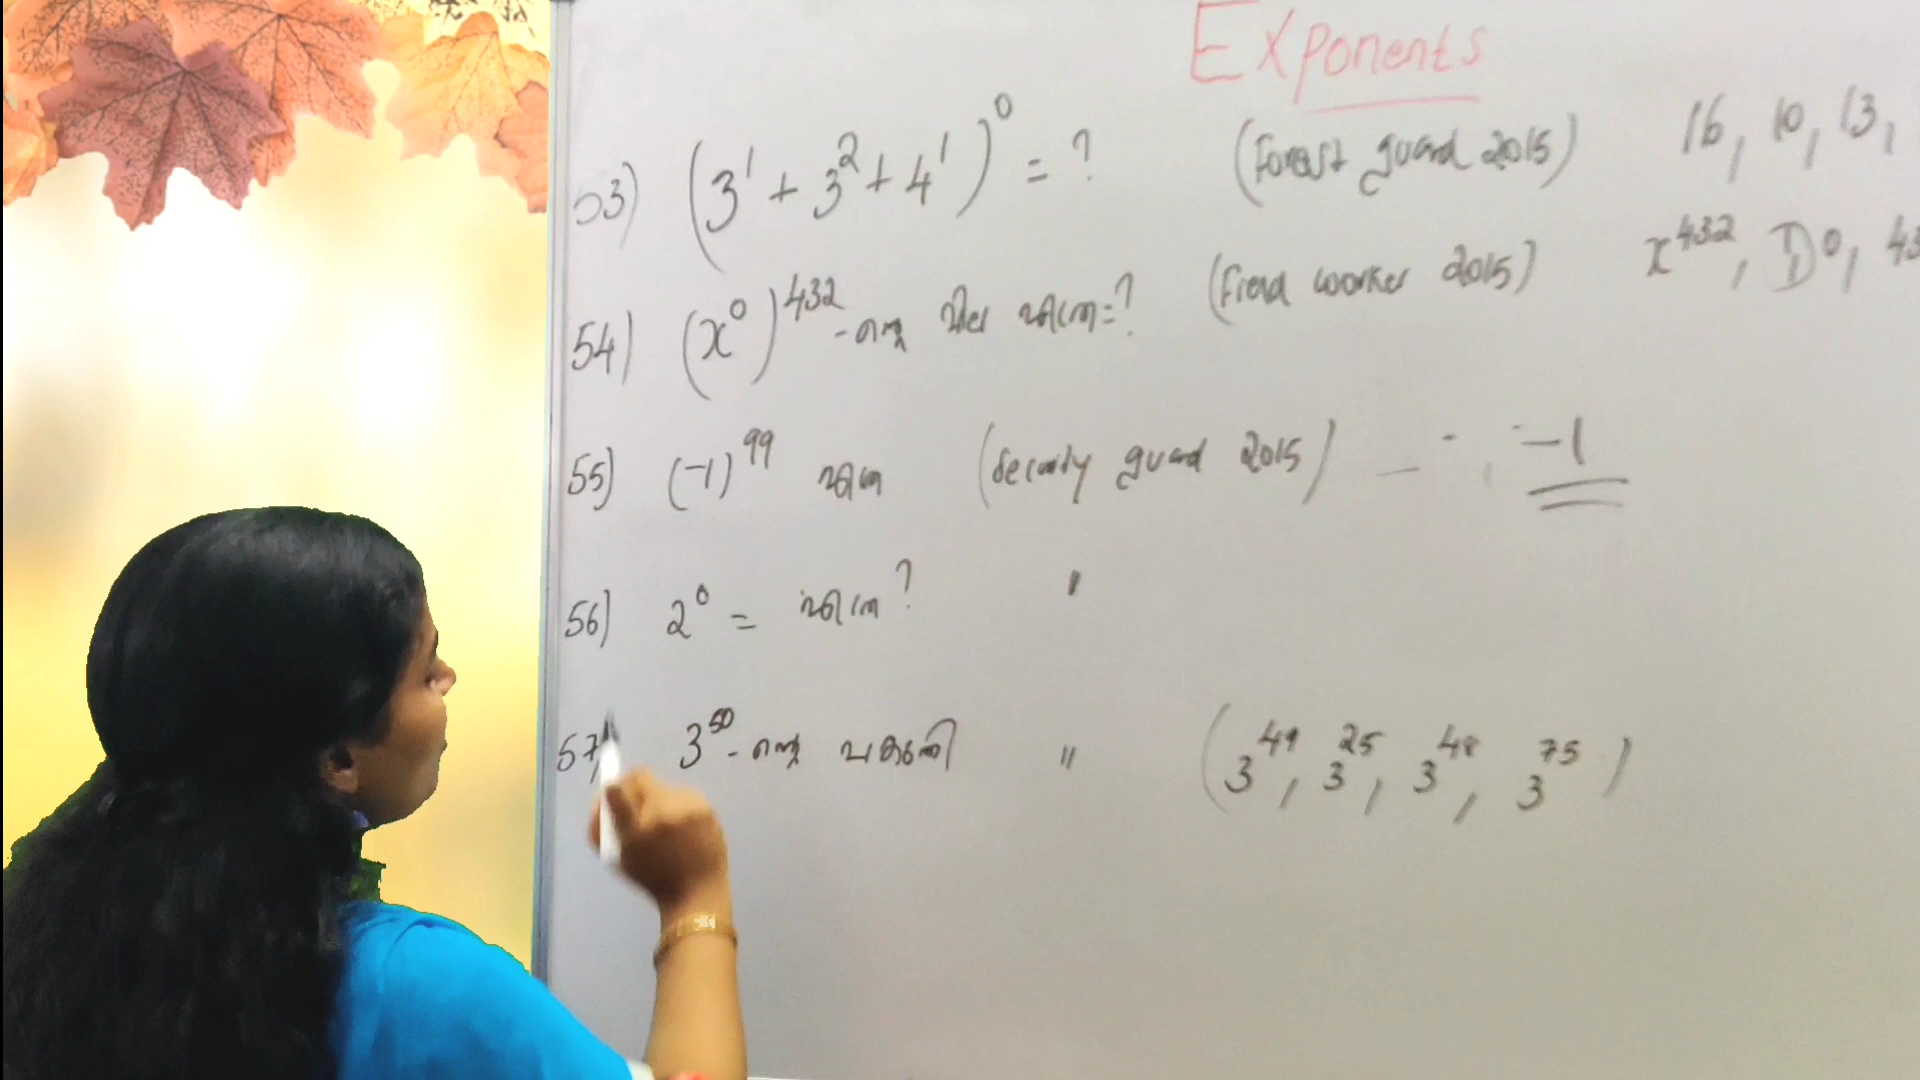 Exponents
53) (3¹ + 3² + 4¹)⁰ = ? (Forest guard 2015) 16, 10, 13,
54) (x⁰)⁴³² -ന്റെ വില എത്ര=? (Field worker 2015) x⁴³², 1⁰, 43
55) (-1)⁹⁹ എത്ര (Security guard 2015) -1
56) 2⁰ = എത്ര? "
57) 3⁵⁰ - ന്റെ പകുതി " (3⁴⁹, 3²⁵, 3⁴⁸, 3⁷⁵)